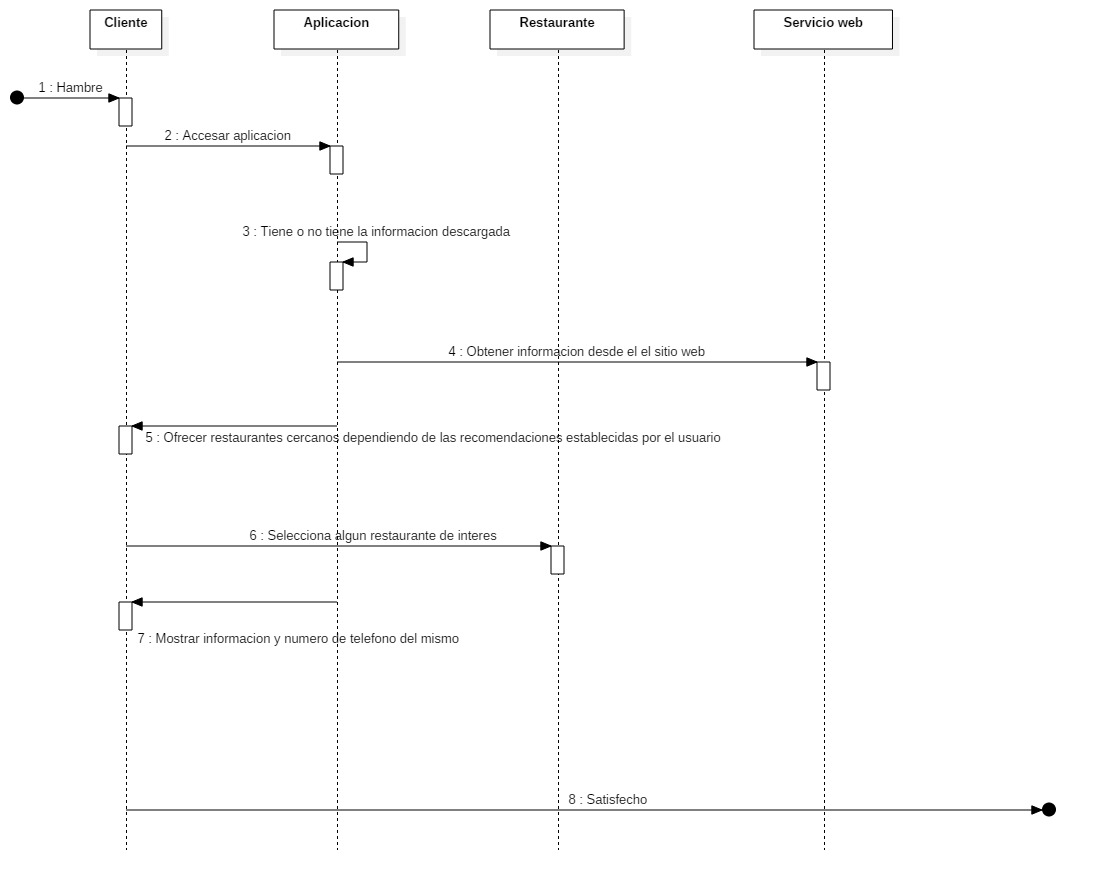 Cliente
Aplicacion
Restaurante
Servicio web
1 : Hambre
2 : Accesar aplicacion
3 : Tiene o no tiene la informacion descargada
4 : Obtener informacion desde el el sitio web
5 : Ofrecer restaurantes cercanos dependiendo de las recomendaciones establecidas por el usuario
6 : Selecciona algun restaurante de interes
7 : Mostrar informacion y numero de telefono del mismo
8 : Satisfecho